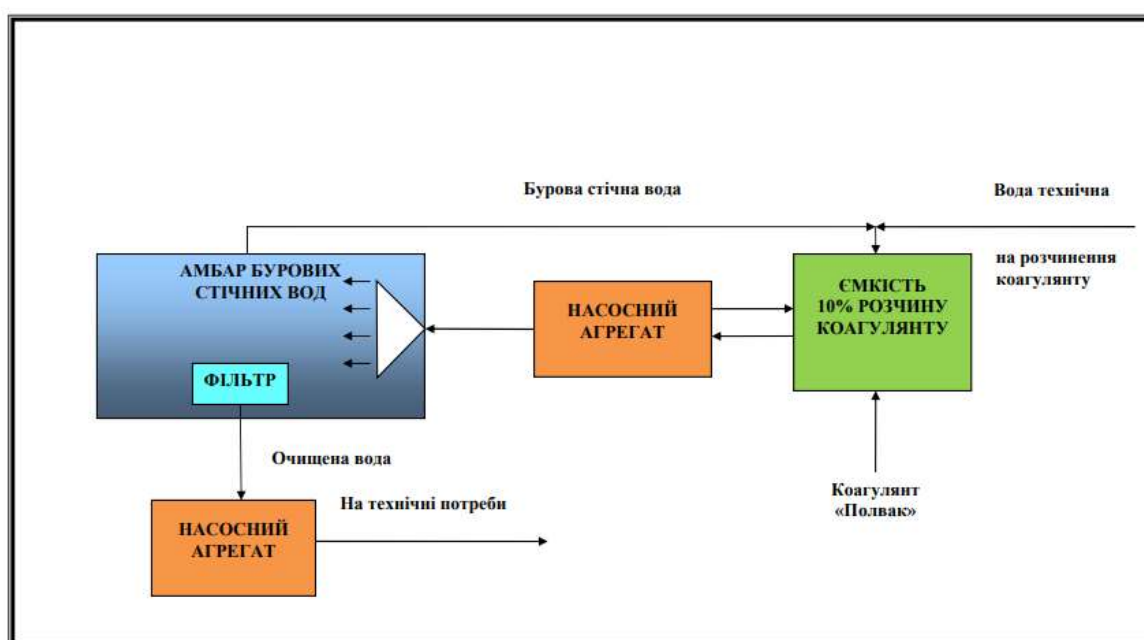 Бурова стічна вода
Вода технічна
на розчинення
коагулянту
АМБАР БУРОВИХ
СТІЧНИХ ВОД
НАСОСНИЙ
АГРЕГАТ
ЄМКІСТЬ
10% РОЗЧИНУ
КОАГУЛЯНТУ
ФІЛЬТР
Очищена вода
На технічні потреби
Коагулянт
«Полвак»
НАСОСНИЙ
АГРЕГАТ